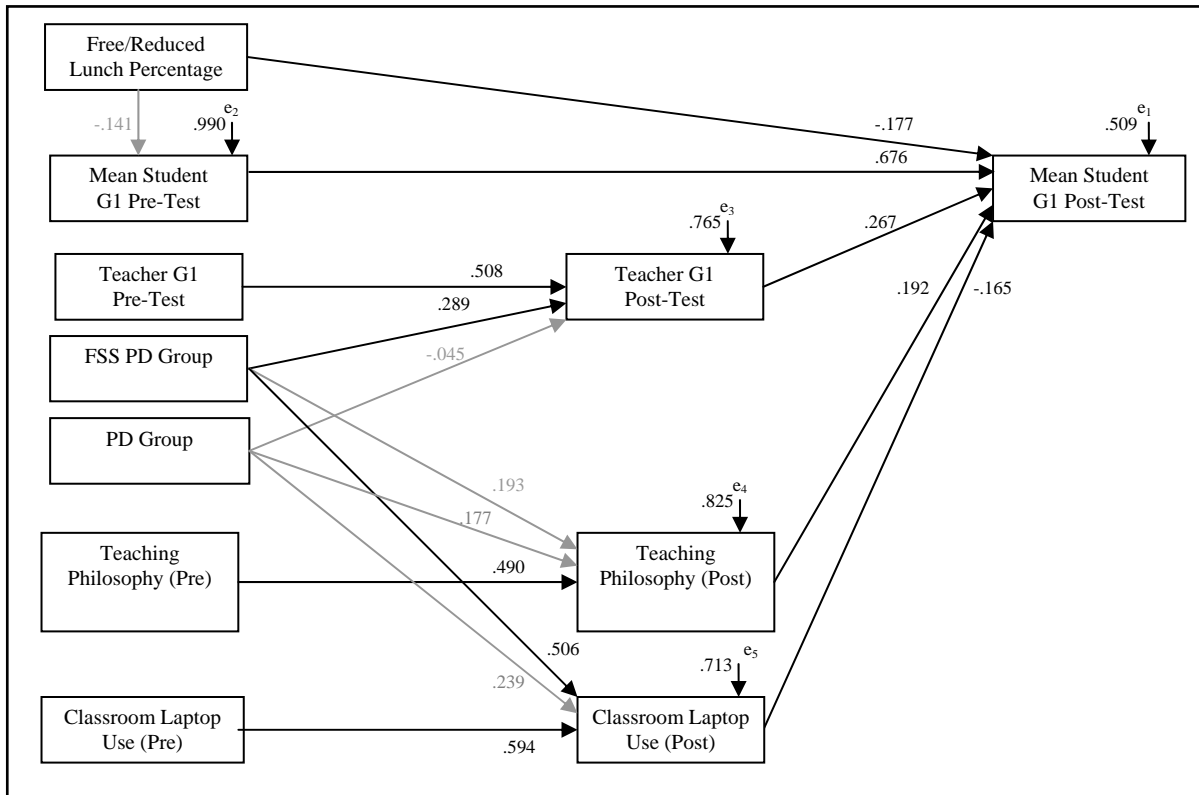 Free/Reduced
Lunch Percentage
-.141
.990
e2
-.177
.509
e1
Mean Student
G1 Pre-Test
.676
Mean Student
G1 Post-Test
.765
e3
.267
Teacher G1
Pre-Test
.508
Teacher G1
Post-Test
.289
.192
-.165
FSS PD Group
-.045
PD Group
.193
.177
.825
e4
Teaching
Philosophy (Pre)
.490
Teaching
Philosophy (Post)
.506
.239
.713
e5
Classroom Laptop
Use (Pre)
.594
Classroom Laptop
Use (Post)